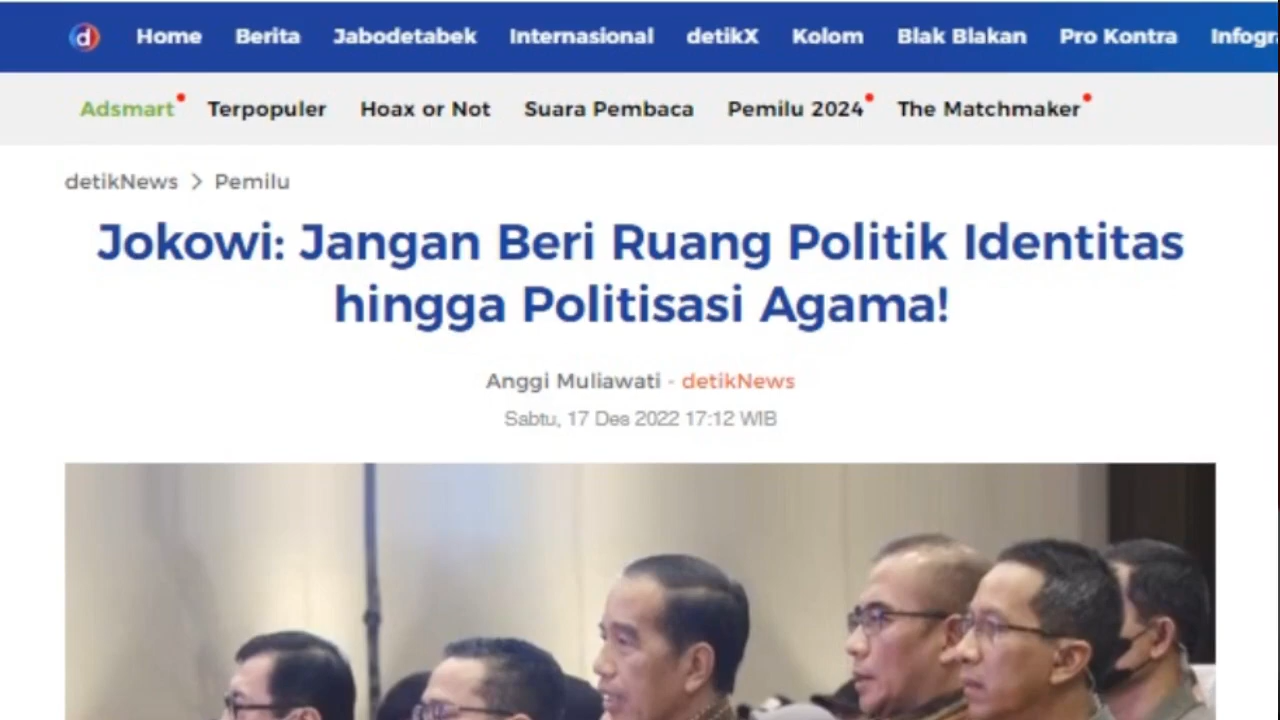 d Home Berita Jabodetabek Internasional detikX Kolom Blak Blakan Pro Kontra Infogr
Adsmart Terpopuler Hoax or Not Suara Pembaca Pemilu 2024 The Matchmaker
detikNews > Pemilu
Jokowi: Jangan Beri Ruang Politik Identitas
hingga Politisasi Agama!
Anggi Muliawati - detikNews
Sabtu, 17 Des 2022 17:12 WIB